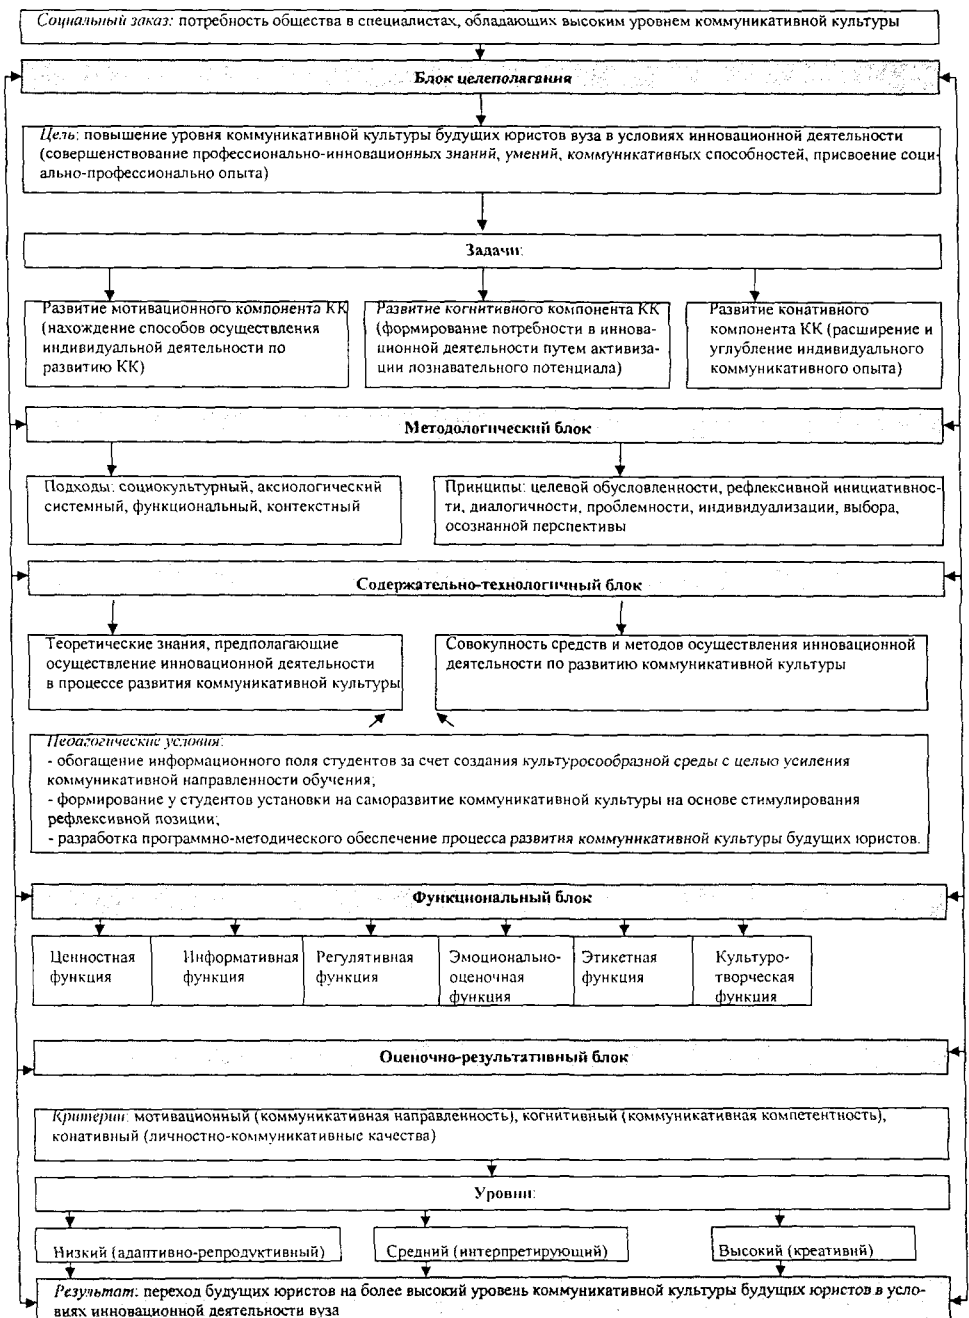 Социальный заказ: потребность общества в специалистах, обладающих высоким уровнем коммуникативной культуры
Блок целеполагания
Цель: повышение уровня коммуникативной культуры будущих юристов вуза в условиях инновационной деятельности
(совершенствование профессионально-инновационных знаний, умений, коммуникативных способностей, присвоение соци-
ально-профессионально опыта)
Задачи:
Развитие мотивационного компонента КК
(нахождение способов осуществления
индивидуальной деятельности по
развитию КК)
Развитие когнитивного компонента КК
(формирование потребности в иннова-
ционной деятельности путем активиза-
ции познавательного потенциала)
Развитие конативного
компонента КК (расширение и
углубление индивидуального
коммуникативного опыта)
Методологический блок
Подходы: социокультурный, аксиологический
системный, функциональный, контекстный
Принципы: целевой обусловленности, рефлексивной инициативнос-
ти, диалогичности, проблемности, индивидуализации, выбора,
осознанной перспективы
Содержательно-технологичный блок
Теоретические знания, предполагающие
осуществление инновационной деятельности
в процессе развития коммуникативной культуры
Совокупность средств и методов осуществления инновационной
деятельности по развитию коммуникативной культуры
Педагогические условия:
- обогащение информационного поля студентов за счет создания культуросообразной среды с целью усиления
коммуникативной направленности обучения;
- формирование у студентов установки на саморазвитие коммуникативной культуры на основе стимулирования
рефлексивной позиции;
- разработка программно-методического обеспечение процесса развития коммуникативной культуры будущих юристов.
Функциональный блок
Ценностная
функция
Информативная
функция
Регулятивная
функция
Эмоционально-
оценочная
функция
Этикетная
функция
Культуро-
творческая
функция
Оценочно-результативный блок
Критерии: мотивационный (коммуникативная направленность), когнитивный (коммуникативная компетентность),
конативный (личностно-коммуникативные качества)
Уровни:
Низкий (адаптивно-репродуктивный)
Средний (интерпретирующий)
Высокий (креативнй)
Результат: переход будущих юристов на более высокий уровень коммуникативной культуры будущих юристов в усло-
виях инновационной деятельности вуза